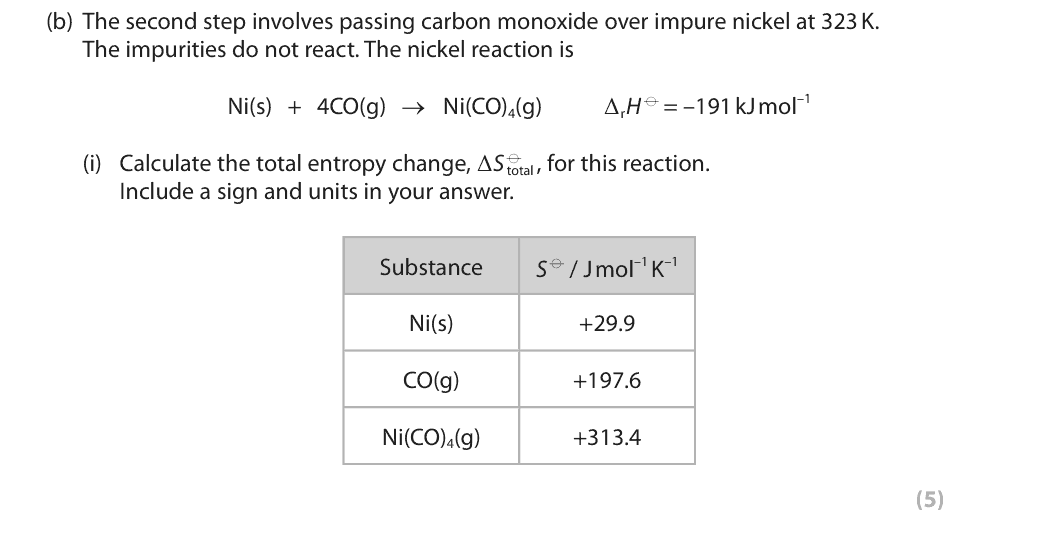 (b) The second step involves passing carbon monoxide over impure nickel at 323 K.
The impurities do not react. The nickel reaction is
Ni(s) + 4CO(g) → Ni(CO)₄(g) ΔᵣH⦵ = –191 kJ mol⁻¹
(i) Calculate the total entropy change, ΔS⦵total, for this reaction.
Include a sign and units in your answer.
Substance S⦵ / J mol⁻¹ K⁻¹
Ni(s) +29.9
CO(g) +197.6
Ni(CO)₄(g) +313.4
(5)